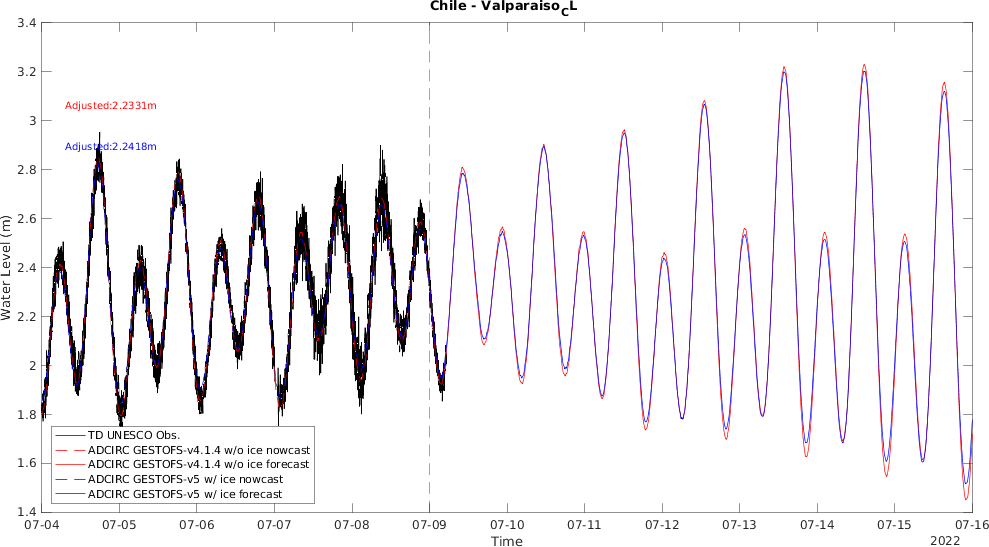 Chile - Valparaiso_CL
3.4
3.2
3
2.8
2.6
2.4
2.2
2
1.8
1.6
1.4
Water Level (m)
Adjusted:2.2331m
Adjusted:2.2418m
TD UNESCO Obs.
ADCIRC GESTOFS-v4.1.4 w/o ice nowcast
ADCIRC GESTOFS-v4.1.4 w/o ice forecast
ADCIRC GESTOFS-v5 w/ ice nowcast
ADCIRC GESTOFS-v5 w/ ice forecast
07-04 07-05 07-06 07-07 07-08 07-09 07-10 07-11 07-12 07-13 07-14 07-15 07-16
Time
2022